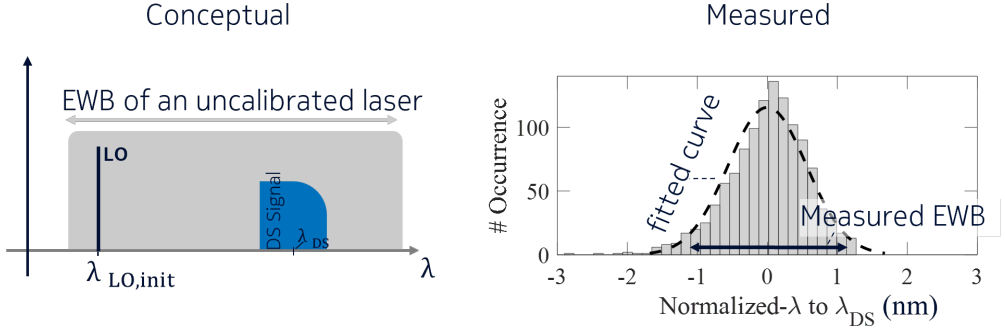 Conceptual
EWB of an uncalibrated laser
LO
DS Signal
λ DS
λ LO,init
λ
Measured
# Occurrence
100
50
0
fitted curve
Measured EWB
-3 -2 -1 0 1 2 3
Normalized-λ to λDS (nm)